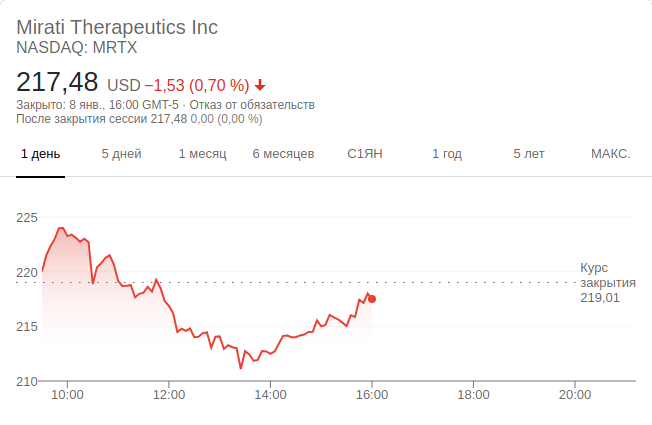 Mirati Therapeutics Inc
NASDAQ: MRTX
217,48 USD −1,53 (0,70 %)
Закрыто: 8 янв., 16:00 GMT-5 · Отказ от обязательств
После закрытия сессии 217,48 0,00 (0,00 %)
1 день 5 дней 1 месяц 6 месяцев С1ЯН 1 год 5 лет МАКС.
225
220
215
210
Курс
закрытия
219,01
10:00 12:00 14:00 16:00 18:00 20:00